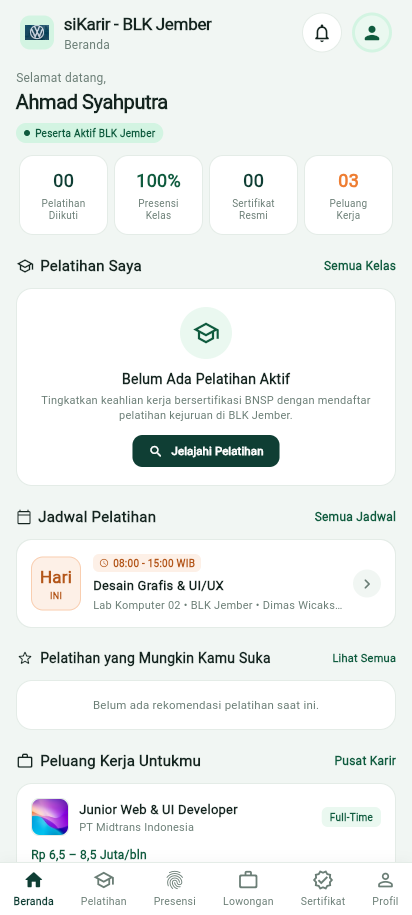 siKarir - BLK Jember
Beranda
Selamat datang,
Ahmad Syahputra
Peserta Aktif BLK Jember
00
Pelatihan
Diikuti
100%
Presensi
Kelas
00
Sertifikat
Resmi
03
Peluang
Kerja
Pelatihan Saya
Semua Kelas
Belum Ada Pelatihan Aktif
Tingkatkan keahlian kerja bersertifikasi BNSP dengan mendaftar
pelatihan kejuruan di BLK Jember.
Jelajahi Pelatihan
Jadwal Pelatihan
Semua Jadwal
Hari
INI
08:00 - 15:00 WIB
Desain Grafis & UI/UX
Lab Komputer 02 • BLK Jember • Dimas Wicaks...
Pelatihan yang Mungkin Kamu Suka
Lihat Semua
Belum ada rekomendasi pelatihan saat ini.
Peluang Kerja Untukmu
Pusat Karir
Junior Web & UI Developer
PT Midtrans Indonesia
Full-Time
Rp 6,5 – 8,5 Juta/bln
Beranda
Pelatihan
Presensi
Lowongan
Sertifikat
Profil